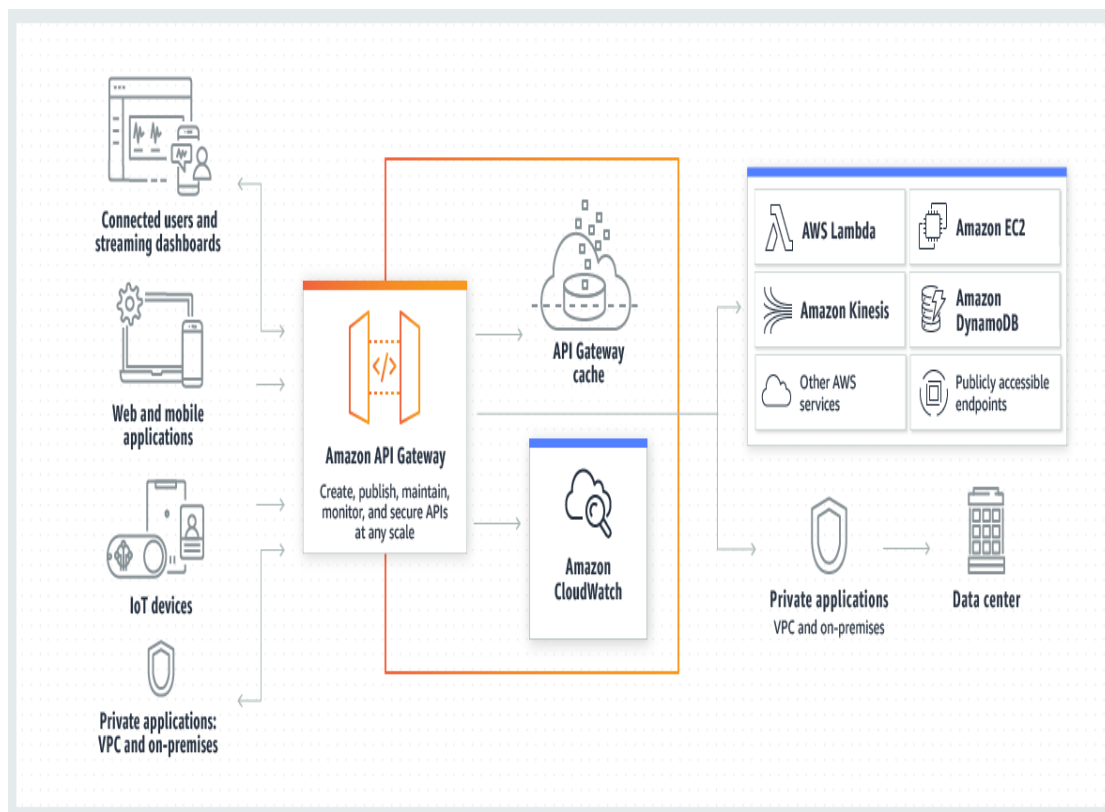 Connected users and
streaming dashboards
Web and mobile
applications
IoT devices
Private applications:
VPC and on-premises
</>
Amazon API Gateway
Create, publish, maintain,
monitor, and secure APIs
at any scale
API Gateway
cache
Amazon
CloudWatch
AWS Lambda
Amazon EC2
Amazon Kinesis
Amazon
DynamoDB
Other AWS
services
Publicly accessible
endpoints
Private applications
VPC and on-premises
Data center